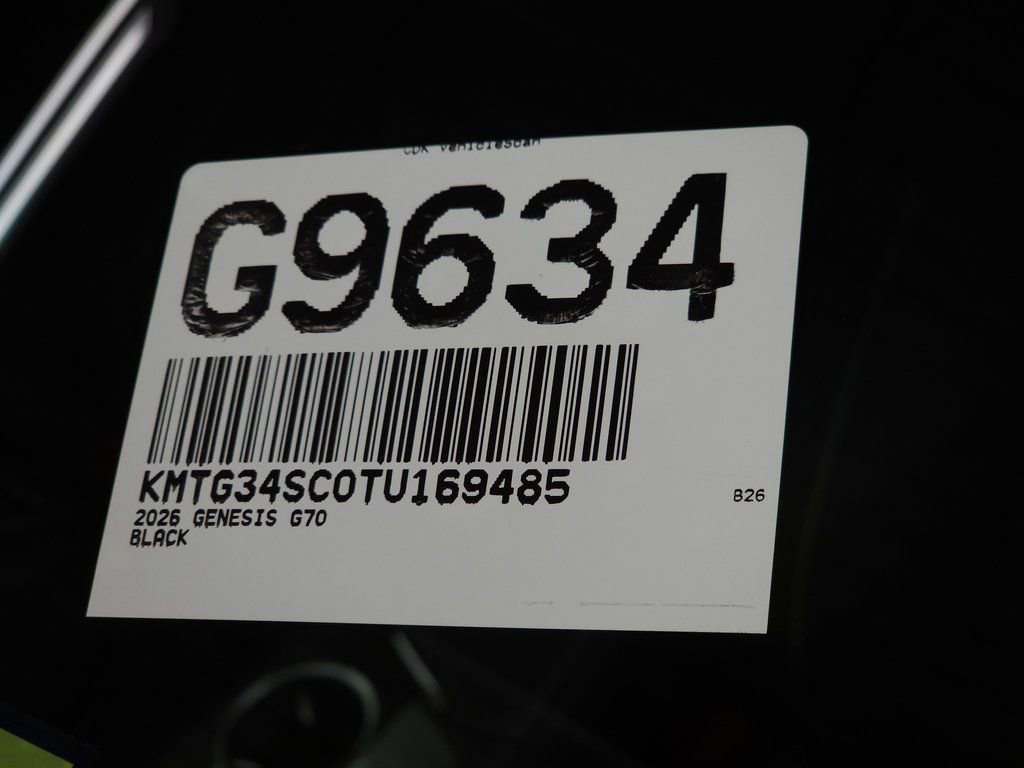 CDK VehicleScan
G9634
KMTG34SC0TU169485
B26
2026 GENESIS G70
BLACK